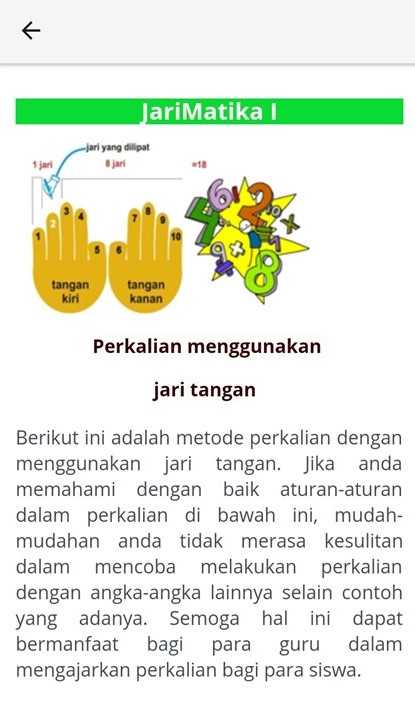 JariMatika I
jari yang dilipat
1 jari 8 jari =18
1 2 3 4 5 6 7 8 9 10
tangan kiri
tangan kanan
Perkalian menggunakan
jari tangan
Berikut ini adalah metode perkalian dengan
menggunakan jari tangan. Jika anda
memahami dengan baik aturan-aturan
dalam perkalian di bawah ini, mudah-
mudahan anda tidak merasa kesulitan
dalam mencoba melakukan perkalian
dengan angka-angka lainnya selain contoh
yang adanya. Semoga hal ini dapat
bermanfaat bagi para guru dalam
mengajarkan perkalian bagi para siswa.